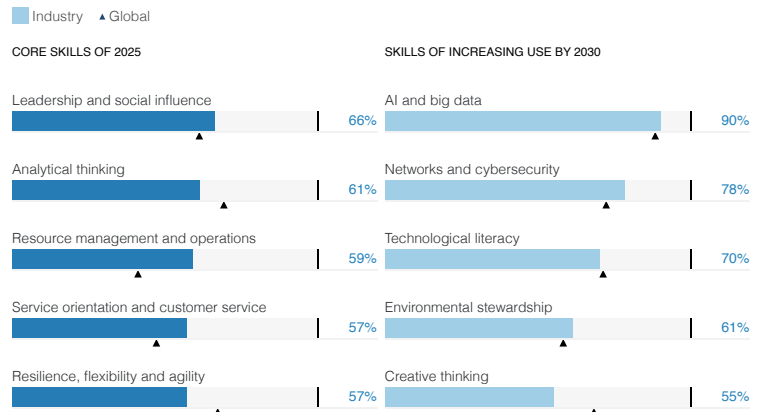 Industry Global
CORE SKILLS OF 2025
Leadership and social influence
66%
Analytical thinking
61%
Resource management and operations
59%
Service orientation and customer service
57%
Resilience, flexibility and agility
57%
SKILLS OF INCREASING USE BY 2030
AI and big data
90%
Networks and cybersecurity
78%
Technological literacy
70%
Environmental stewardship
61%
Creative thinking
55%